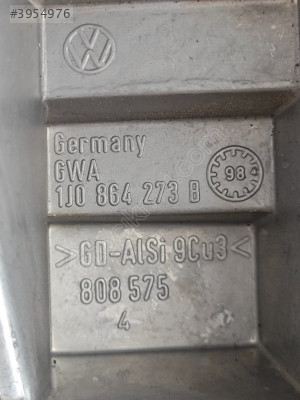 #3954976
Germany
GWA
1J0 864 273 B
98
>GD-AlSi 9Cu3<
808 575
4